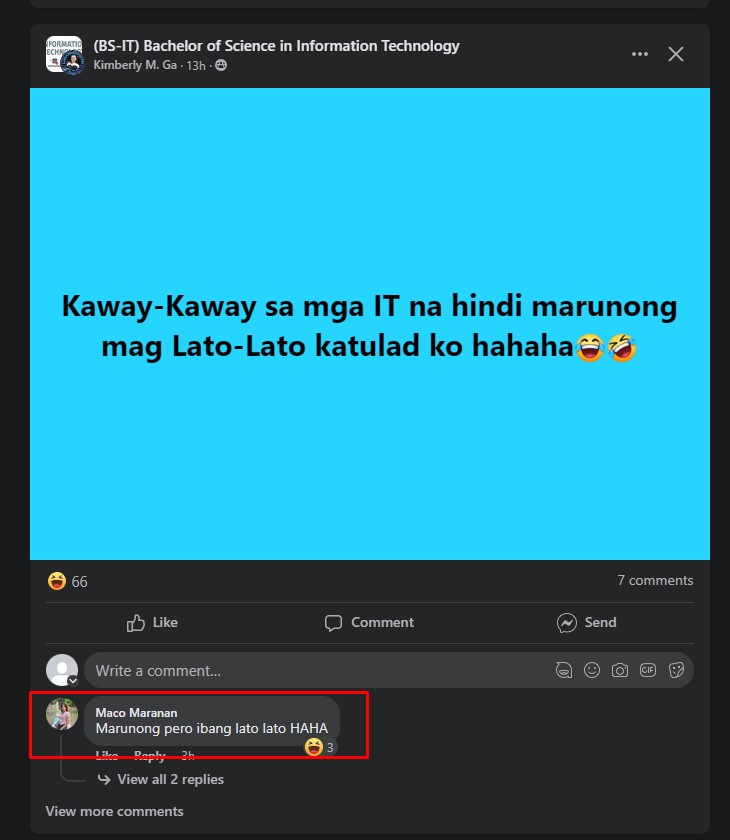 INFORMATIO
(BS-IT) Bachelor of Science in Information Technology
Kimberly M. Ga · 13h ·
Kaway-Kaway sa mga IT na hindi marunong
mag Lato-Lato katulad ko hahaha😂🤣
66
7 comments
Like
Comment
Send
Write a comment...
GIF
Maco Maranan
Marunong pero ibang lato lato HAHA
3
Like Reply 3h
View all 2 replies
View more comments